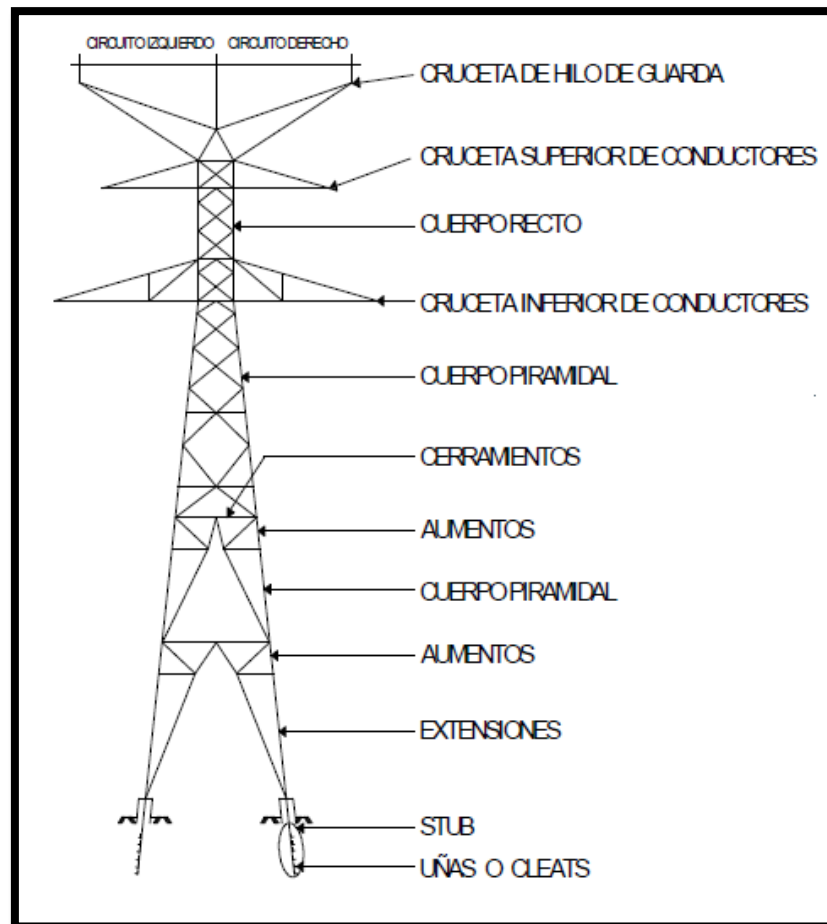 CIRCUITO IZQUIERDO CIRCUITO DERECHO
CRUCETA DE HILO DE GUARDA
CRUCETA SUPERIOR DE CONDUCTORES
CUERPO RECTO
CRUCETA INFERIOR DE CONDUCTORES
CUERPO PIRAMIDAL
CERRAMIENTOS
AUMENTOS
CUERPO PIRAMIDAL
AUMENTOS
EXTENSIONES
STUB
UÑAS O CLEATS